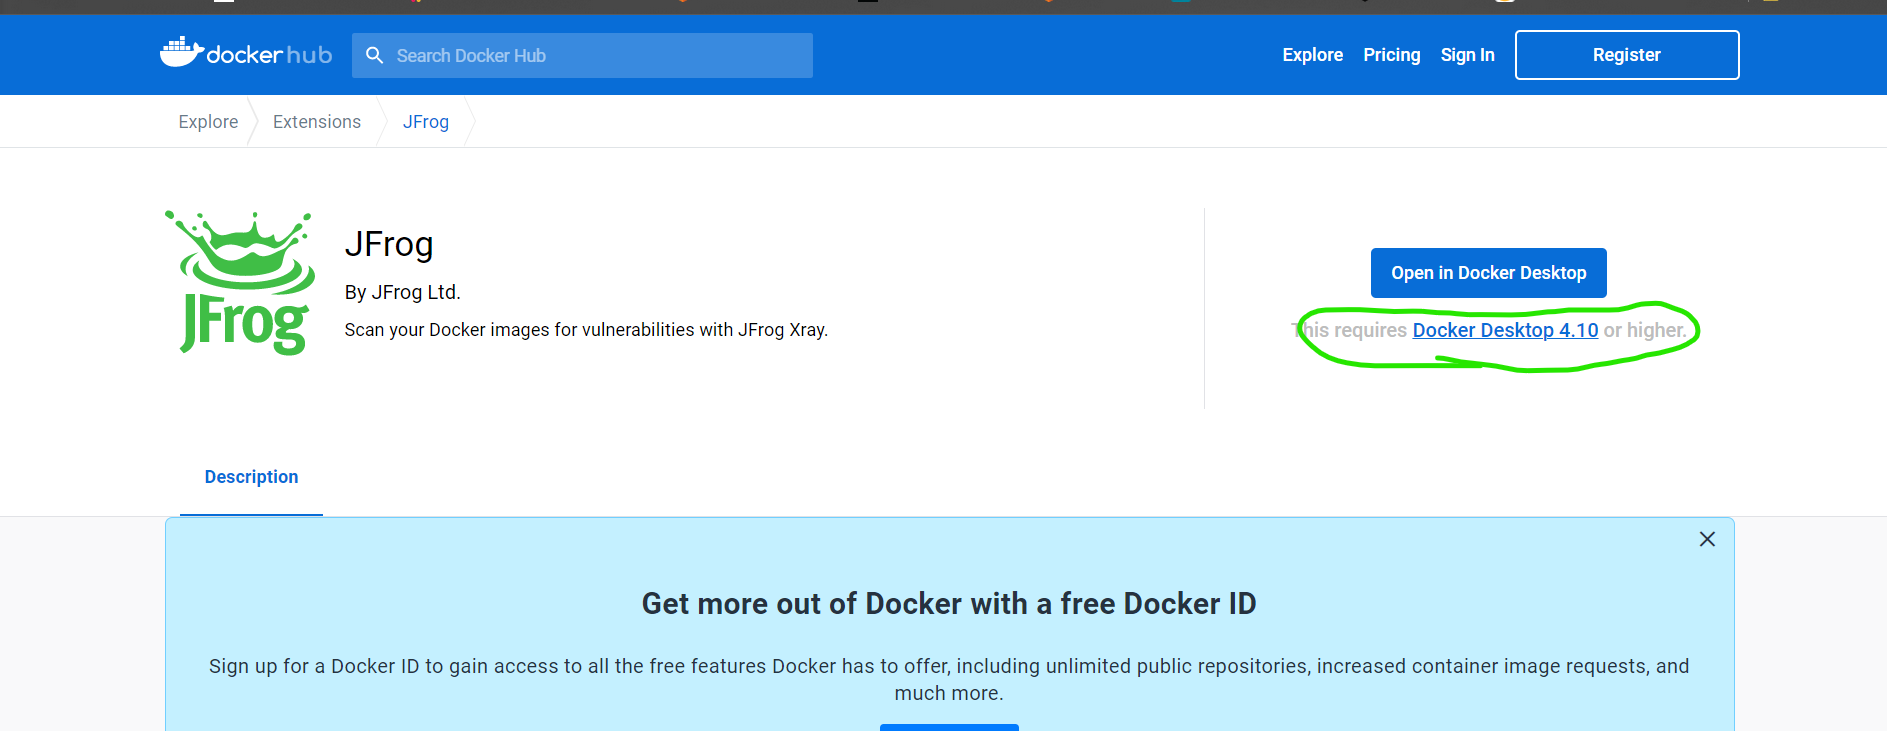 docker hub
Search Docker Hub
Explore
Pricing
Sign In
Register
Explore
Extensions
JFrog
JFrog
JFrog
By JFrog Ltd.
Scan your Docker images for vulnerabilities with JFrog Xray.
Open in Docker Desktop
This requires Docker Desktop 4.10 or higher.
Description
Get more out of Docker with a free Docker ID
Sign up for a Docker ID to gain access to all the free features Docker has to offer, including unlimited public repositories, increased container image requests, and
much more.